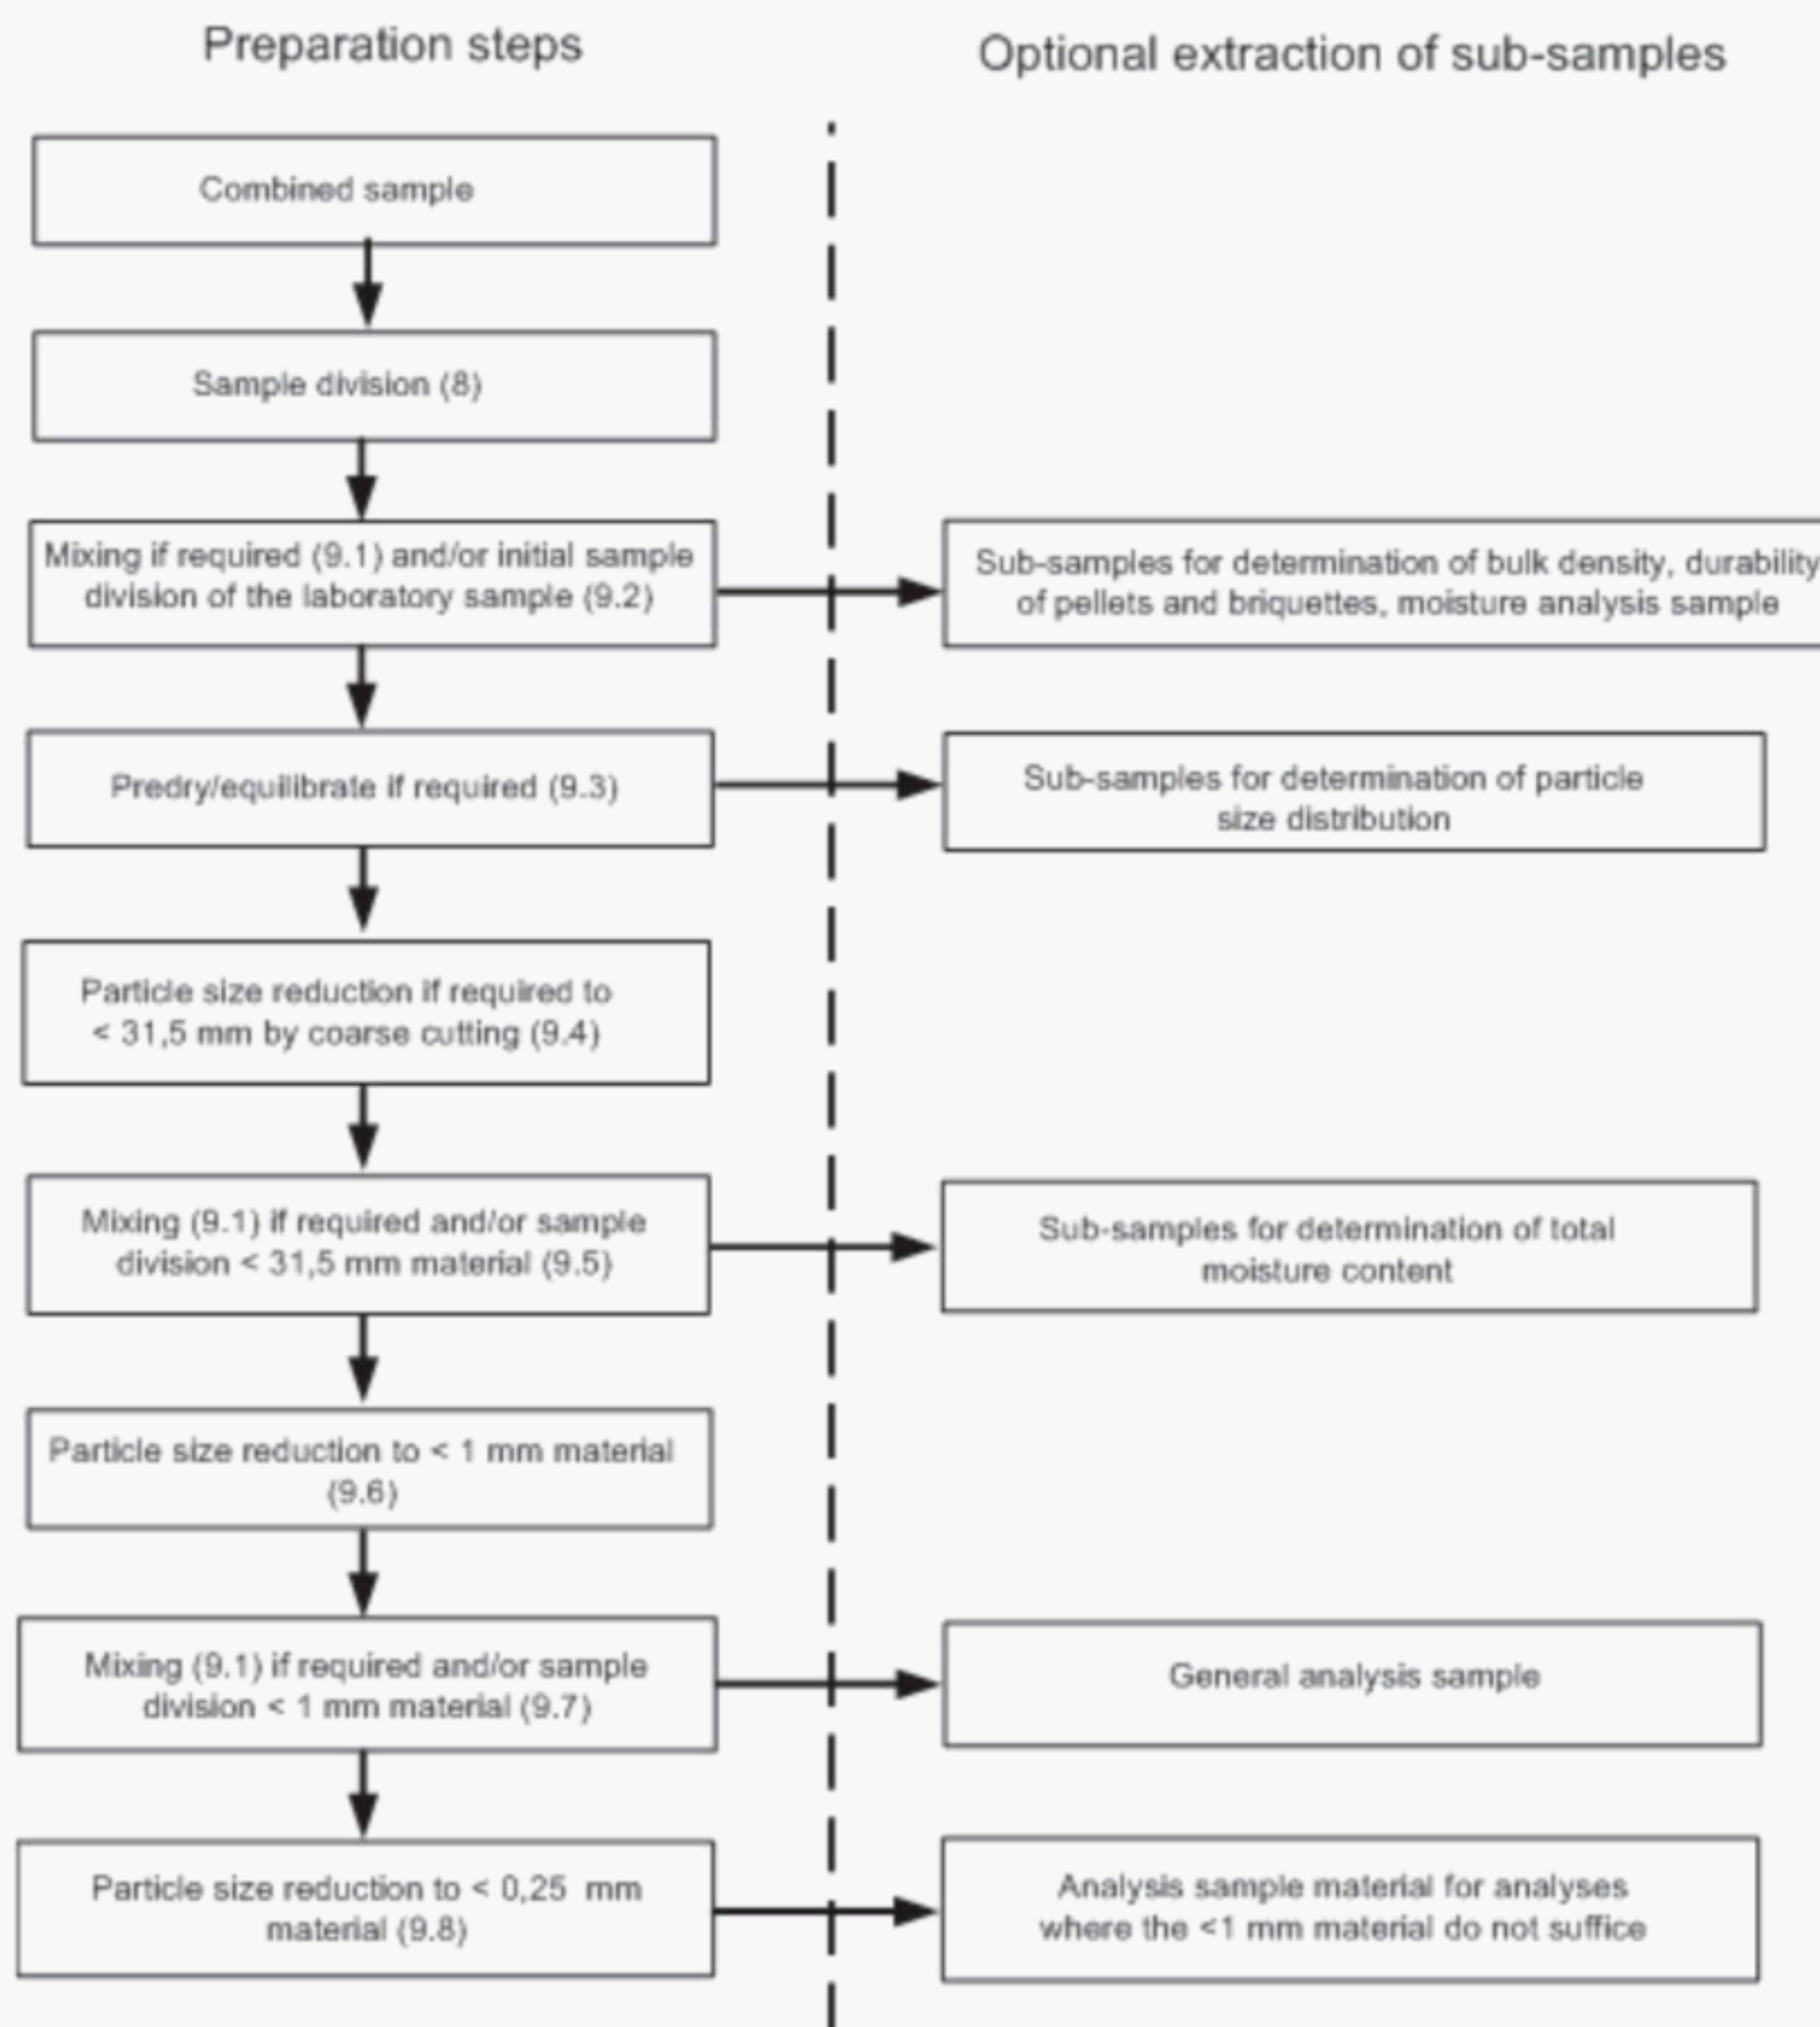 Preparation steps
Optional extraction of sub-samples
Combined sample
Sample division (8)
Mixing if required (9.1) and/or initial sample
division of the laboratory sample (9.2)
Sub-samples for determination of bulk density, durability
of pellets and briquettes, moisture analysis sample
Predry/equilibrate if required (9.3)
Sub-samples for determination of particle
size distribution
Particle size reduction if required to
< 31,5 mm by coarse cutting (9.4)
Mixing (9.1) if required and/or sample
division < 31,5 mm material (9.5)
Sub-samples for determination of total
moisture content
Particle size reduction to < 1 mm material
(9.6)
Mixing (9.1) if required and/or sample
division < 1 mm material (9.7)
General analysis sample
Particle size reduction to < 0,25 mm
material (9.8)
Analysis sample material for analyses
where the <1 mm material do not suffice